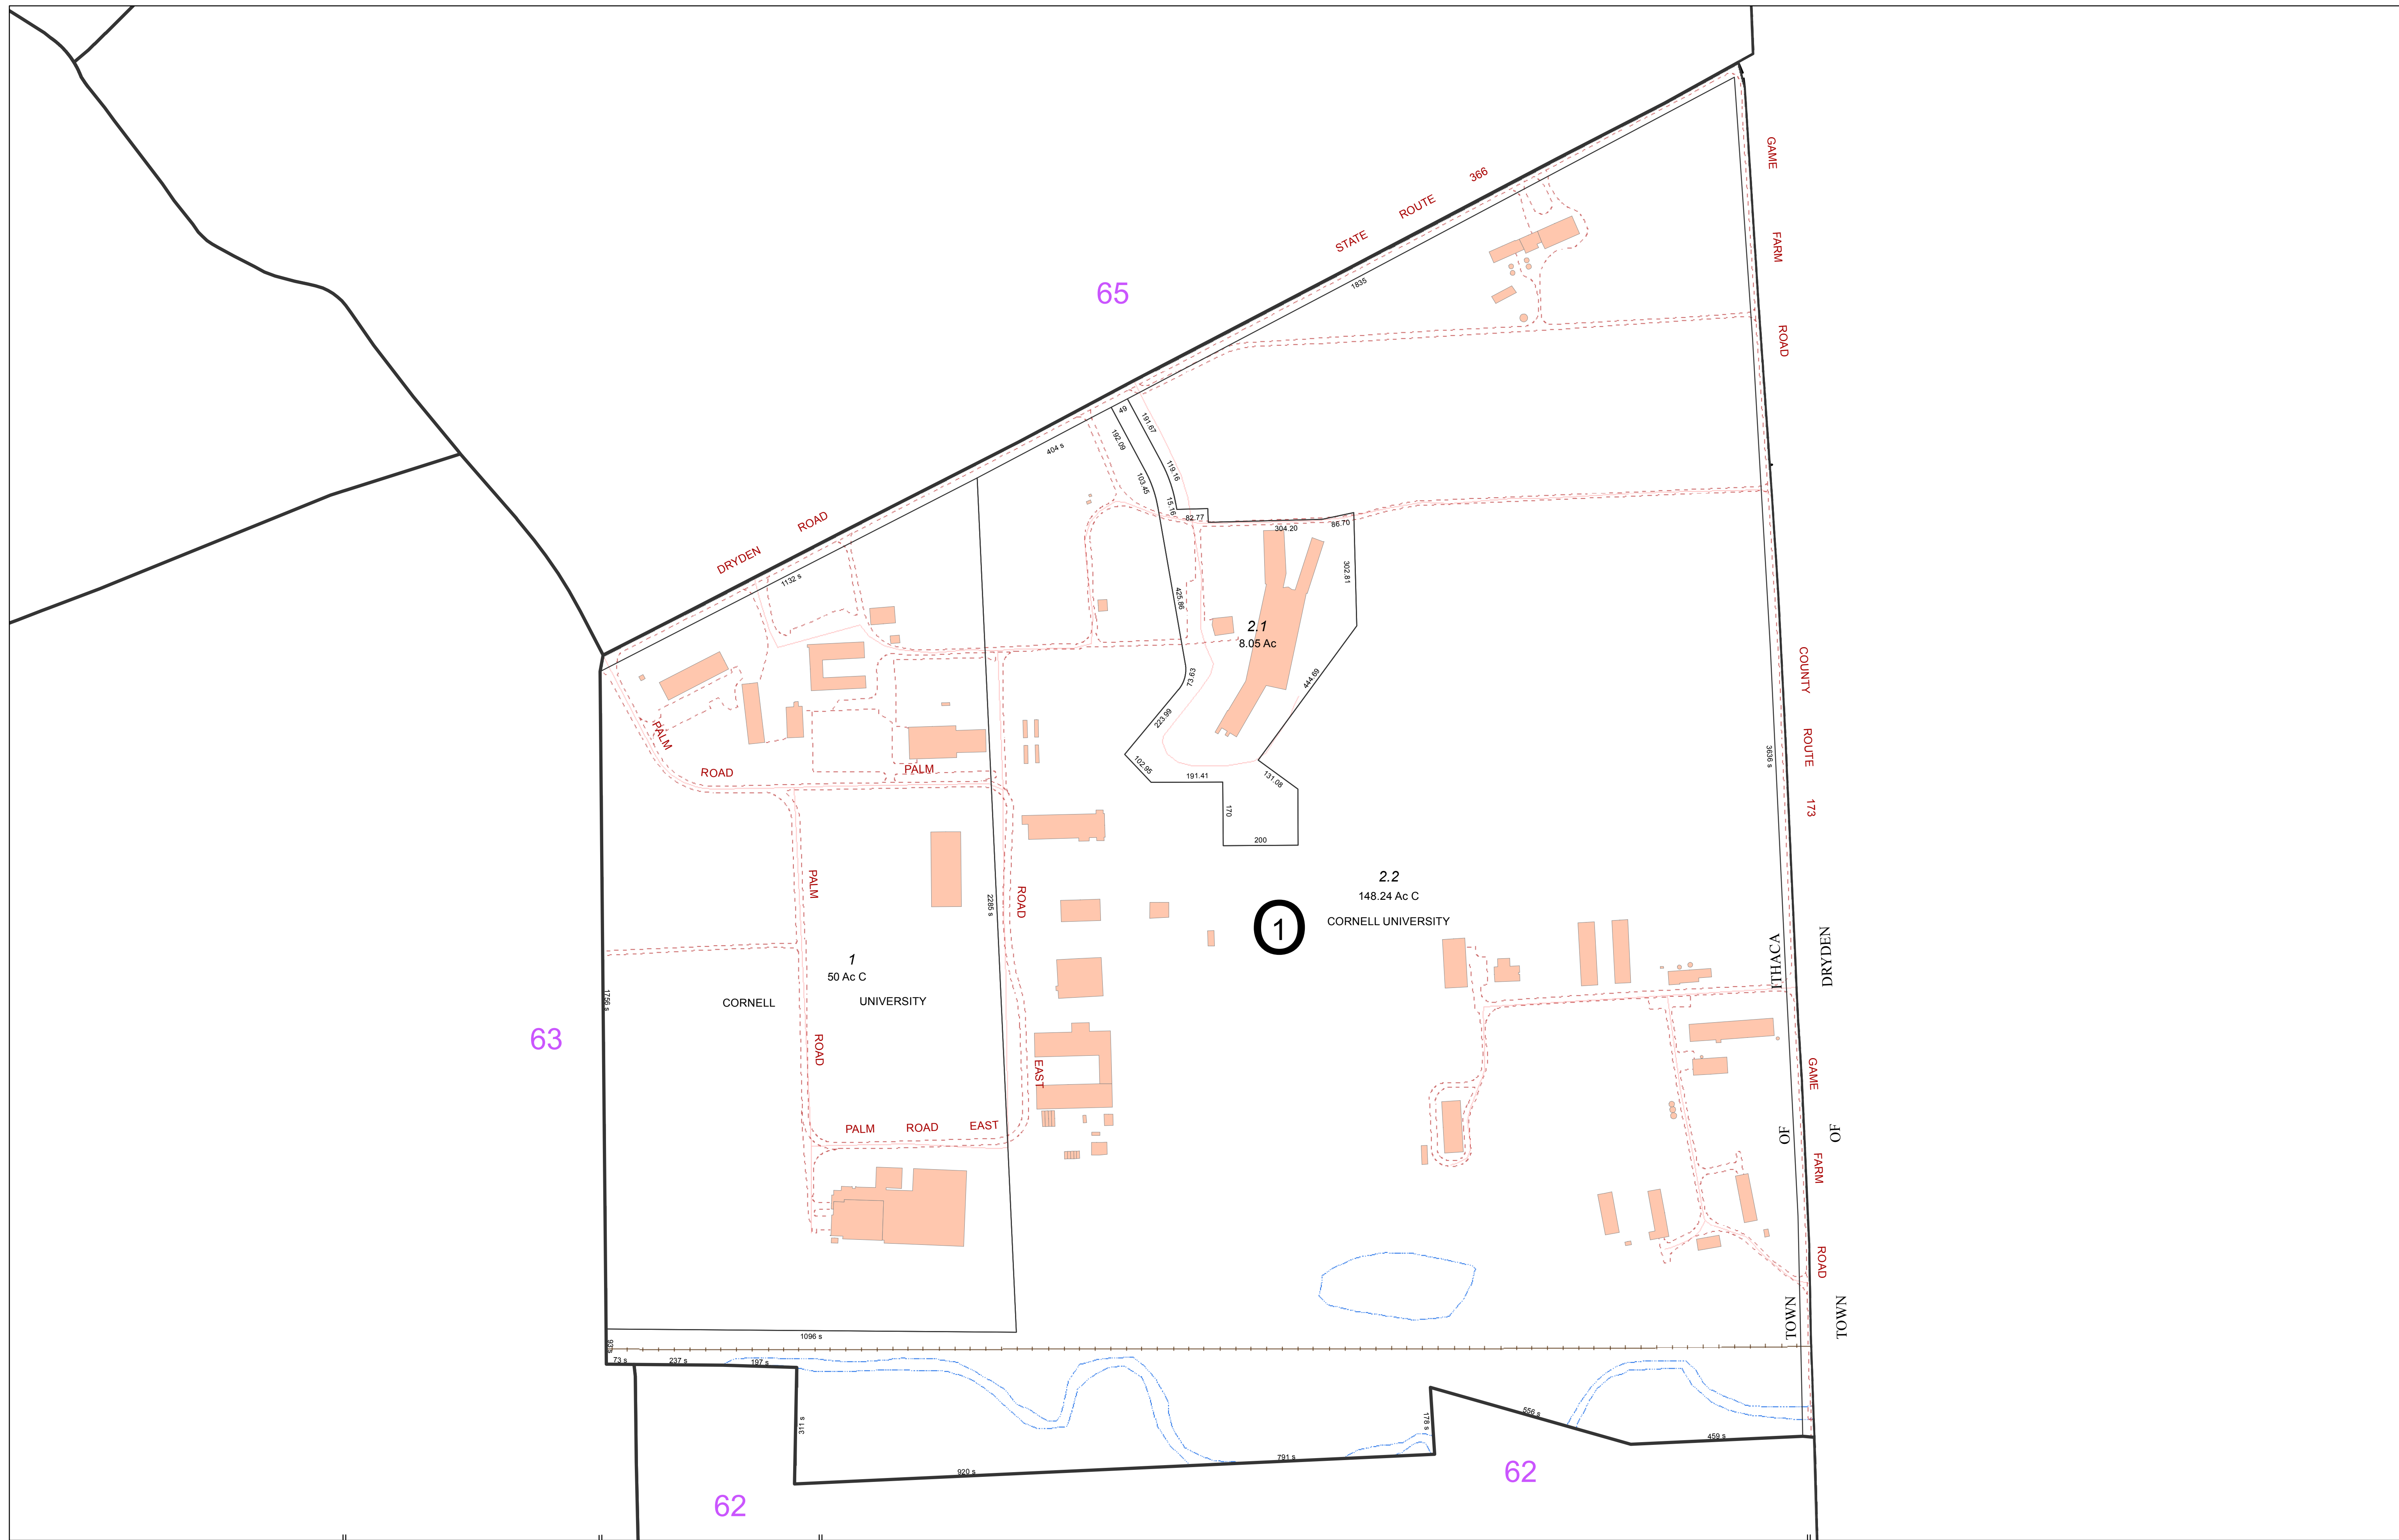 GAME
FARM
ROAD
STATE ROUTE 366
1835
65
49
191.67
192.09
404 s
119.16
103.45
15.16
82.77
304.20
86.70
DRYDEN ROAD
1132 s
302.81
425.86
2.1
8.05 Ac
73.63
444.69
223.99
102.95
191.41
131.08
170
200
COUNTY
ROUTE
173
3636 s
PALM
ROAD
PALM
PALM
ROAD
2285 s
2.2
148.24 Ac C
CORNELL UNIVERSITY
1
1
50 Ac C
CORNELL UNIVERSITY
1756 s
63
ROAD
EAST
PALM ROAD EAST
ITHACA
DRYDEN
GAME
OF
OF
FARM
ROAD
TOWN
TOWN
1096 s
93 s
73 s
237 s
197 s
311 s
920 s
791 s
178 s
556 s
459 s
62
62